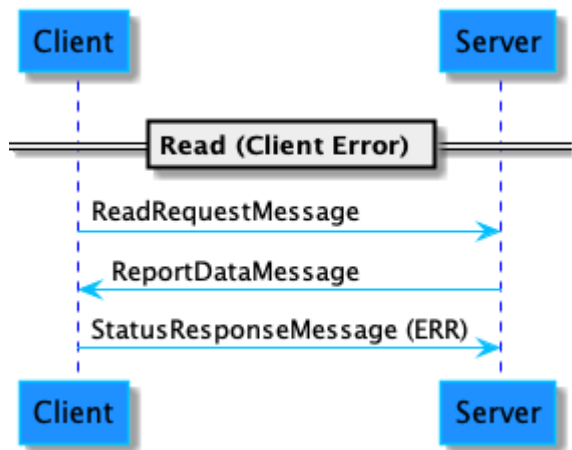 Client Server
Read (Client Error)
ReadRequestMessage
ReportDataMessage
StatusResponseMessage (ERR)
Client Server